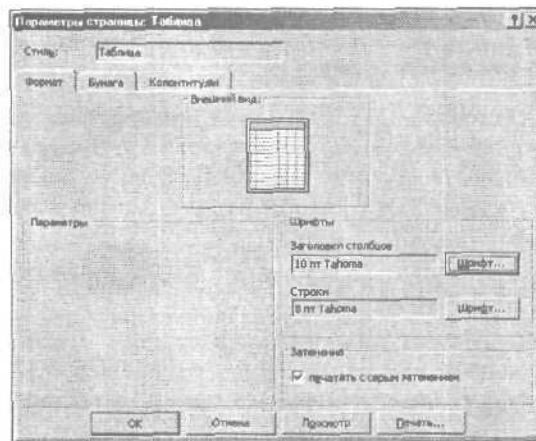 Параметры страницы: Таблица
Стиль: Таблица
Формат Бумага Колонтитулы
Внешний вид:
Параметры
Шрифты
Заголовки столбцов
10 пт Tahoma Шрифт...
Строки
8 пт Tahoma Шрифт...
Затенение
печатать с серым затенением
ОК Отмена Просмотр Печать...